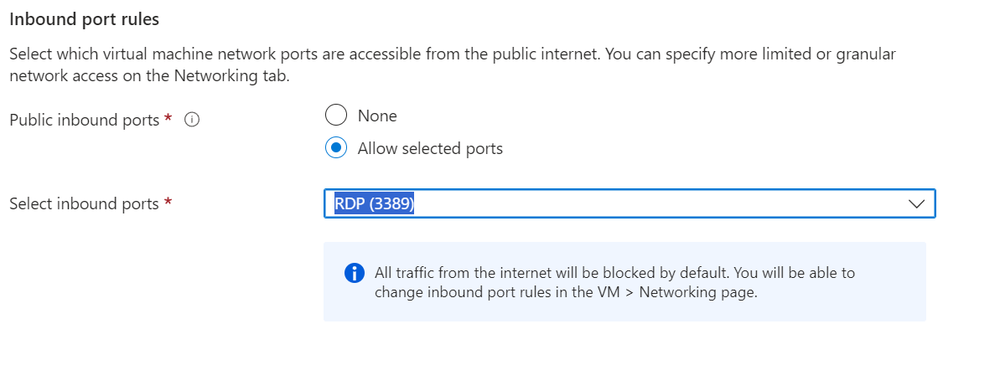 Inbound port rules
Select which virtual machine network ports are accessible from the public internet. You can specify more limited or granular
network access on the Networking tab.
Public inbound ports *
None
Allow selected ports
Select inbound ports *
RDP (3389)
All traffic from the internet will be blocked by default. You will be able to
change inbound port rules in the VM > Networking page.